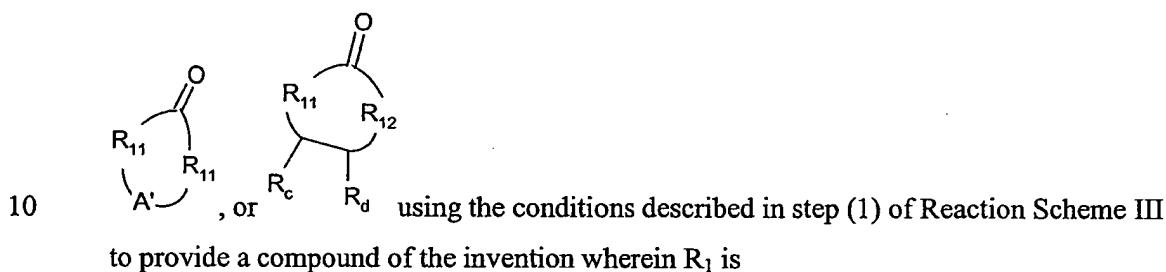 O
O
R11
R12
R11
R11
Rc
Rd
10 A' , or using the conditions described in step (1) of Reaction Scheme III
to provide a compound of the invention wherein R1 is